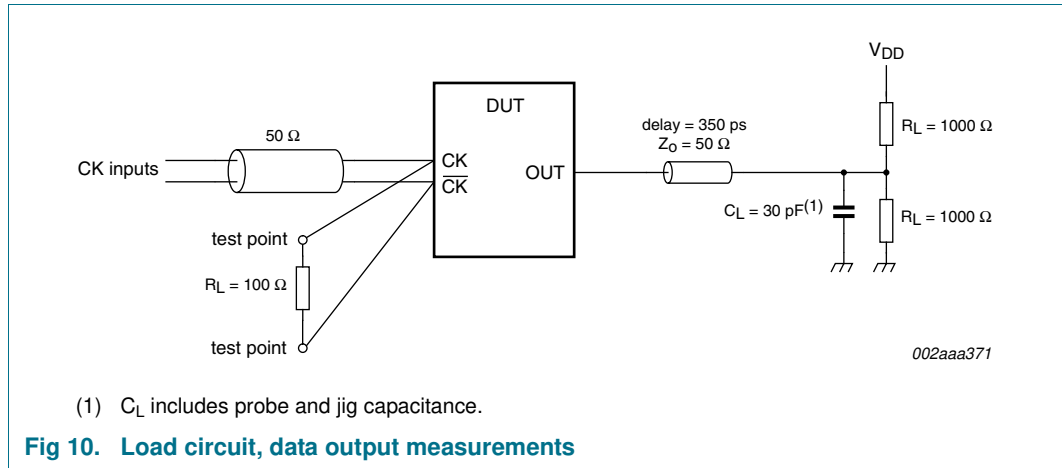 V_DD
DUT
50 Ω
delay = 350 ps
Z_o = 50 Ω
R_L = 1000 Ω
CK inputs
CK
C̅K̅
OUT
C_L = 30 pF(1)
R_L = 1000 Ω
test point
R_L = 100 Ω
test point
002aaa371
(1) C_L includes probe and jig capacitance.
Fig 10. Load circuit, data output measurements